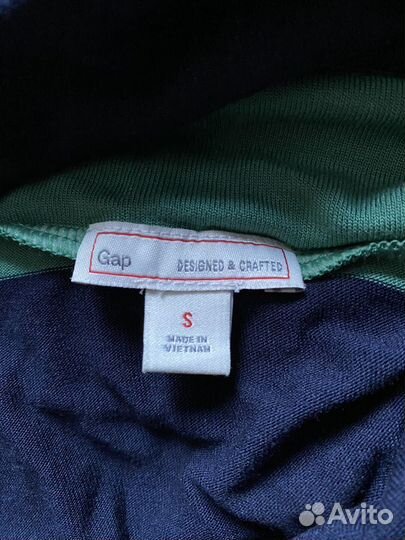 Gap DESIGNED & CRAFTED
S
MADE IN
VIETNAM
Avito